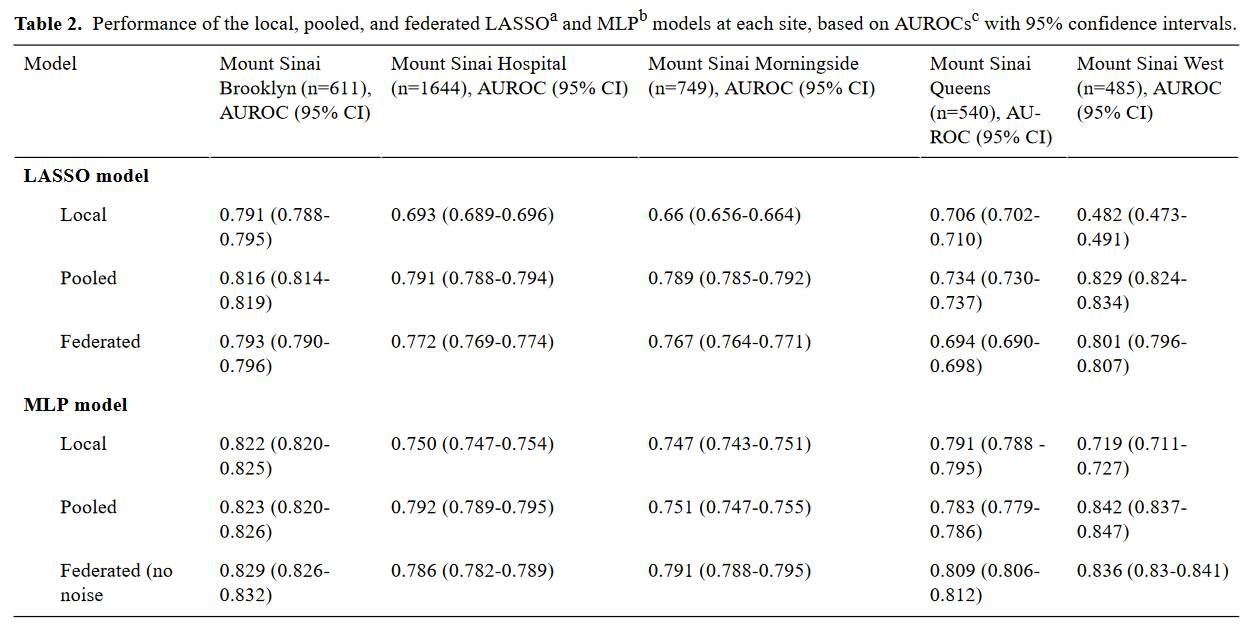 Table 2. Performance of the local, pooled, and federated LASSOa and MLPb models at each site, based on AUROCsc with 95% confidence intervals.
Model | Mount Sinai Brooklyn (n=611), AUROC (95% CI) | Mount Sinai Hospital (n=1644), AUROC (95% CI) | Mount Sinai Morningside (n=749), AUROC (95% CI) | Mount Sinai Queens (n=540), AU-ROC (95% CI) | Mount Sinai West (n=485), AUROC (95% CI)
LASSO model
Local | 0.791 (0.788-0.795) | 0.693 (0.689-0.696) | 0.66 (0.656-0.664) | 0.706 (0.702-0.710) | 0.482 (0.473-0.491)
Pooled | 0.816 (0.814-0.819) | 0.791 (0.788-0.794) | 0.789 (0.785-0.792) | 0.734 (0.730-0.737) | 0.829 (0.824-0.834)
Federated | 0.793 (0.790-0.796) | 0.772 (0.769-0.774) | 0.767 (0.764-0.771) | 0.694 (0.690-0.698) | 0.801 (0.796-0.807)
MLP model
Local | 0.822 (0.820-0.825) | 0.750 (0.747-0.754) | 0.747 (0.743-0.751) | 0.791 (0.788 -0.795) | 0.719 (0.711-0.727)
Pooled | 0.823 (0.820-0.826) | 0.792 (0.789-0.795) | 0.751 (0.747-0.755) | 0.783 (0.779-0.786) | 0.842 (0.837-0.847)
Federated (no noise | 0.829 (0.826-0.832) | 0.786 (0.782-0.789) | 0.791 (0.788-0.795) | 0.809 (0.806-0.812) | 0.836 (0.83-0.841)